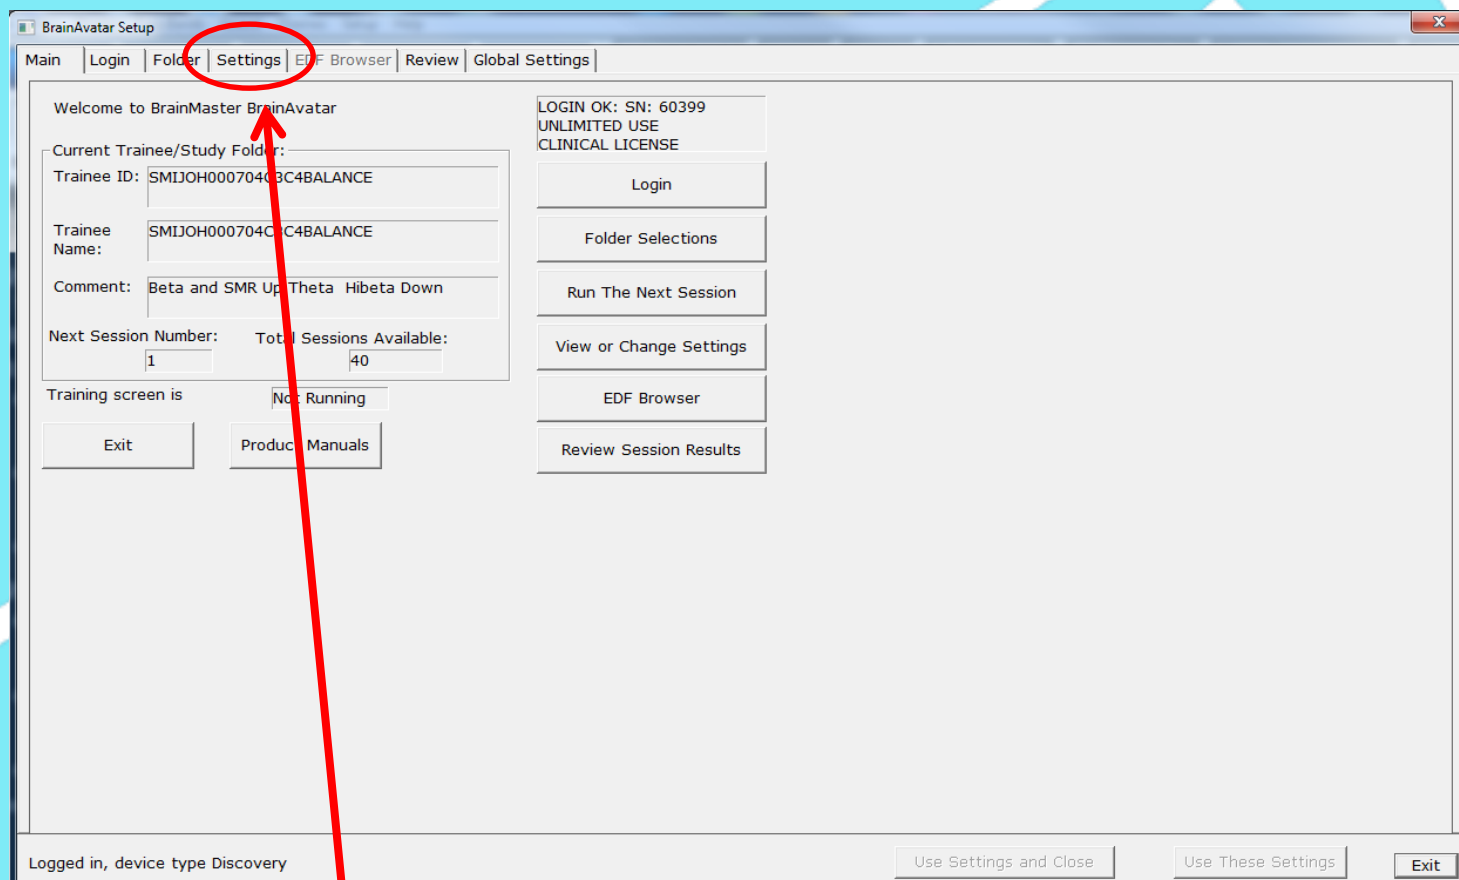 BrainAvatar Setup
Main Login Folder Settings EDF Browser Review Global Settings
Welcome to BrainMaster BrainAvatar
Current Trainee/Study Folder:
Trainee ID: SMIJOH000704C3C4BALANCE
Trainee Name: SMIJOH000704C3C4BALANCE
Comment: Beta and SMR Up Theta Hibeta Down
Next Session Number: 1
Total Sessions Available: 40
Training screen is Not Running
Exit
Product Manuals
LOGIN OK: SN: 60399
UNLIMITED USE
CLINICAL LICENSE
Login
Folder Selections
Run The Next Session
View or Change Settings
EDF Browser
Review Session Results
Logged in, device type Discovery
Use Settings and Close
Use These Settings
Exit